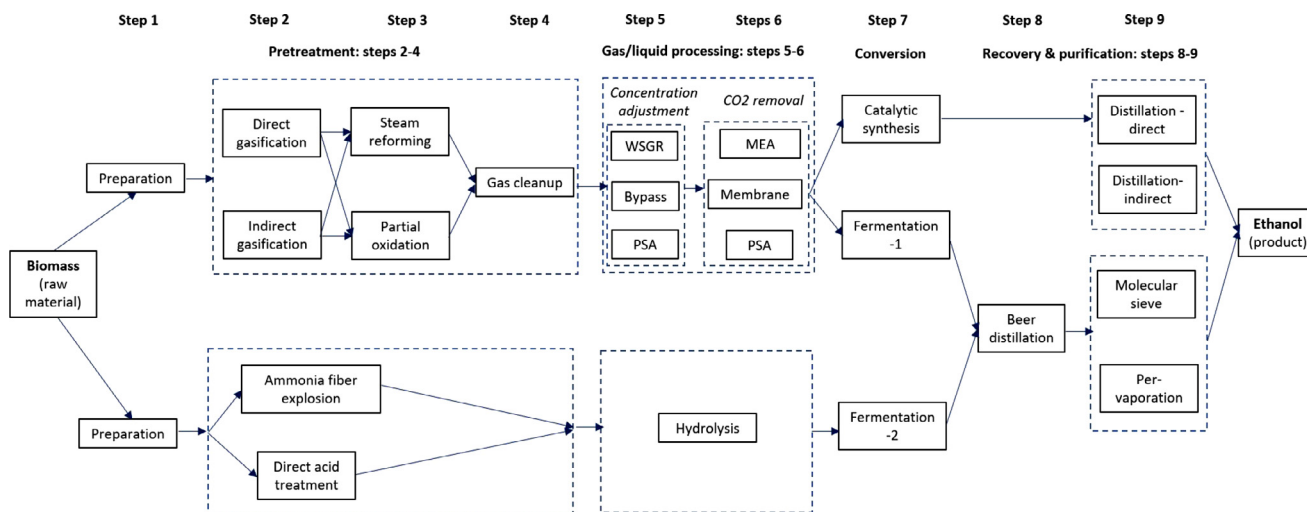 Step 1
Step 2
Step 3
Step 4
Step 5
Steps 6
Step 7
Step 8
Step 9
Pretreatment: steps 2-4
Gas/liquid processing: steps 5-6
Conversion
Recovery & purification: steps 8-9
Concentration
adjustment
CO2 removal
Direct
gasification
Steam
reforming
WSGR
MEA
Catalytic
synthesis
Distillation -
direct
Preparation
Gas cleanup
Bypass
Membrane
Distillation-
indirect
Indirect
gasification
Partial
oxidation
PSA
PSA
Fermentation
-1
Ethanol
(product)
Biomass
(raw
material)
Molecular
sieve
Beer
distillation
Ammonia fiber
explosion
Per-
vaporation
Preparation
Hydrolysis
Fermentation
-2
Direct acid
treatment